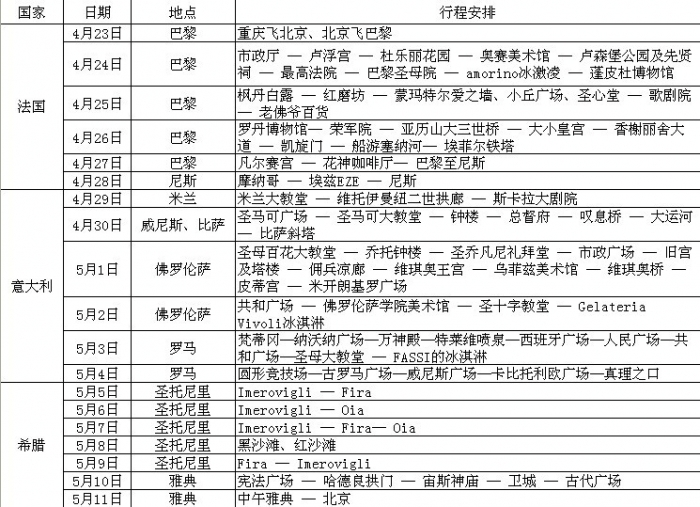 国家 日期 地点 行程安排
法国
4月23日 巴黎 重庆飞北京、北京飞巴黎
4月24日 巴黎 市政厅 — 卢浮宫 — 杜乐丽花园 — 奥赛美术馆 — 卢森堡公园及先贤
祠 — 最高法院 — 巴黎圣母院 — amorino冰激凌 — 蓬皮杜博物馆
4月25日 巴黎 枫丹白露 — 红磨坊 — 蒙玛特尔爱之墙、小丘广场、圣心堂 — 歌剧院
— 老佛爷百货
4月26日 巴黎 罗丹博物馆— 荣军院 — 亚历山大三世桥 — 大小皇宫 — 香榭丽舍大
道 — 凯旋门 — 船游塞纳河— 埃菲尔铁塔
4月27日 巴黎 凡尔赛宫 — 花神咖啡厅— 巴黎至尼斯
4月28日 尼斯 摩纳哥 — 埃兹EZE — 尼斯
意大利
4月29日 米兰 米兰大教堂 — 维托伊曼纽二世拱廊 — 斯卡拉大剧院
4月30日 威尼斯、比萨 圣马可广场 — 圣马可大教堂 — 钟楼 — 总督府 — 叹息桥 — 大运河
— 比萨斜塔
5月1日 佛罗伦萨 圣母百花大教堂 — 乔托钟楼 — 圣乔凡尼礼拜堂 — 市政广场 — 旧宫
及塔楼 — 佣兵凉廊 — 维琪奥王宫 — 乌菲兹美术馆 — 维琪奥桥 —
皮蒂宫 — 米开朗基罗广场
5月2日 佛罗伦萨 共和广场 — 佛罗伦萨学院美术馆 — 圣十字教堂 — Gelateria
Vivoli冰淇淋
5月3日 罗马 梵蒂冈—纳沃纳广场—万神殿—特莱维喷泉—西班牙广场—人民广场—共
和广场—圣母大教堂 — FASSI的冰淇淋
5月4日 罗马 圆形竞技场—古罗马广场—威尼斯广场—卡比托利欧广场—真理之口
希腊
5月5日 圣托尼里 Imerovigli — Fira
5月6日 圣托尼里 Imerovigli — Oia
5月7日 圣托尼里 Imerovigli — Fira— Oia
5月8日 圣托尼里 黑沙滩、红沙滩
5月9日 圣托尼里 Fira — Imerovigli
5月10日 雅典 宪法广场 — 哈德良拱门 — 宙斯神庙 — 卫城 — 古代广场
5月11日 雅典 中午雅典 — 北京